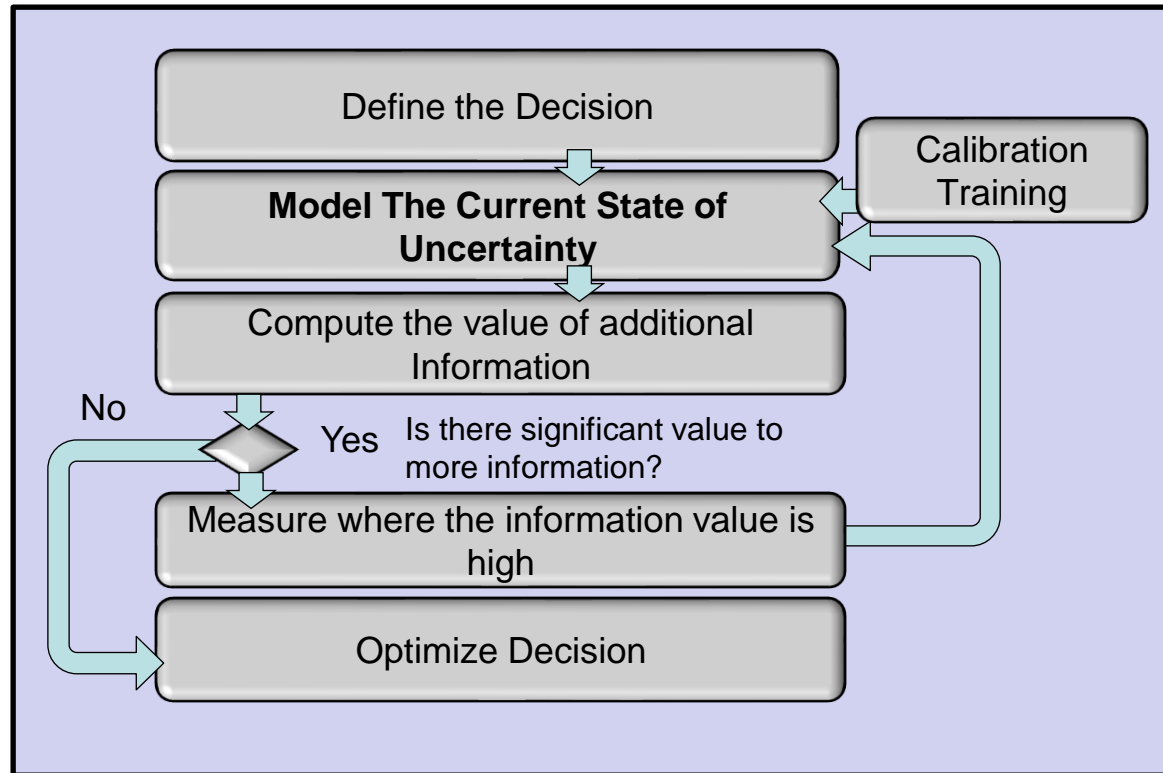 Define the Decision
Calibration
Training
Model The Current State of
Uncertainty
Compute the value of additional
Information
No
Yes
Is there significant value to
more information?
Measure where the information value is
high
Optimize Decision